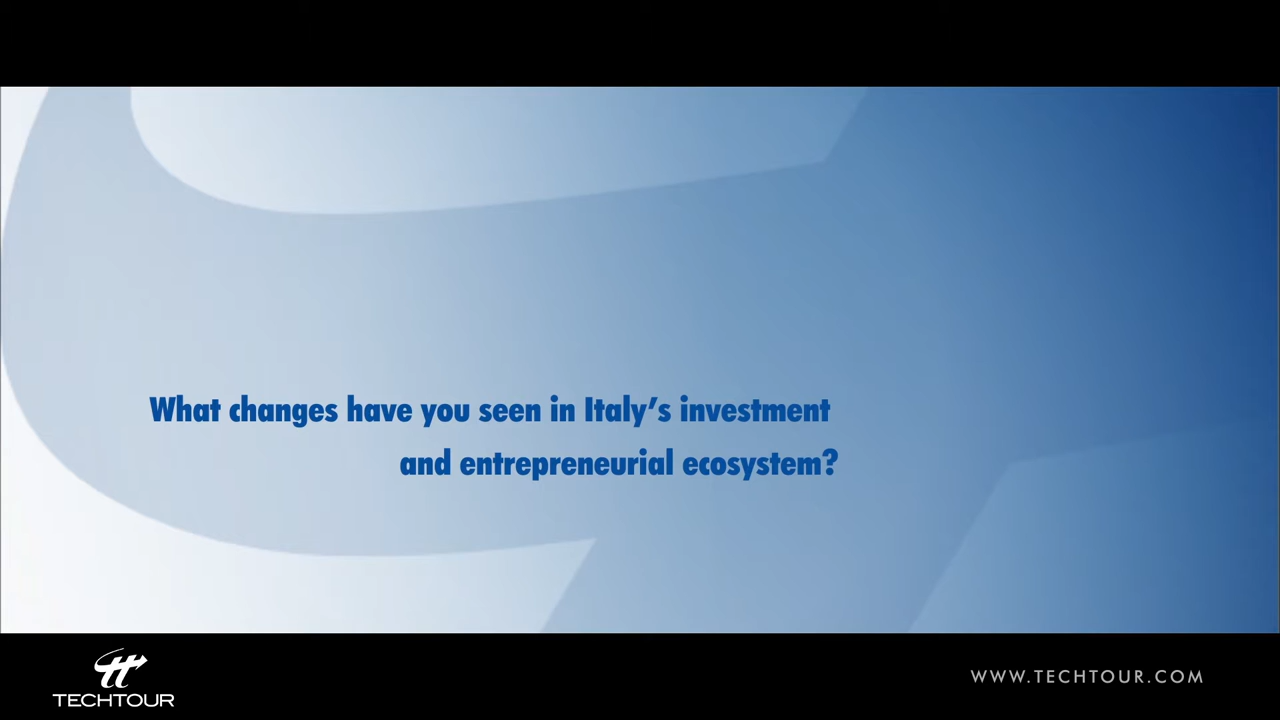 What changes have you seen in Italy’s investment
and entrepreneurial ecosystem?
TECHTOUR
WWW.TECHTOUR.COM